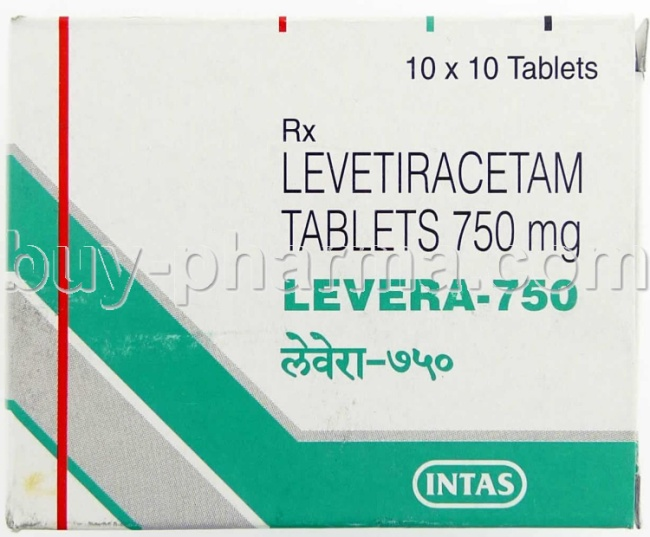 10 x 10 Tablets
Rx
LEVETIRACETAM
TABLETS 750 mg
buy-pharma.com
LEVERA-750
लेवेरा-७५०
INTAS